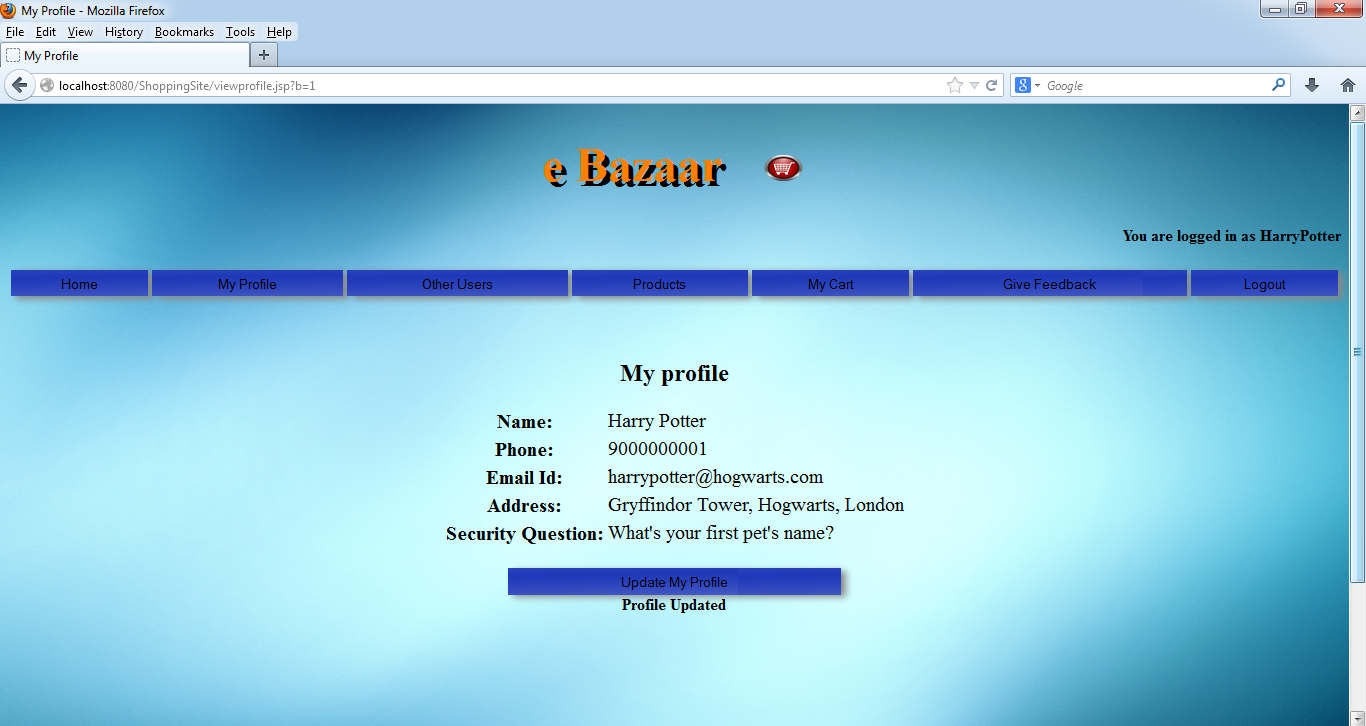 My Profile - Mozilla Firefox
File Edit View History Bookmarks Tools Help
My Profile
localhost:8080/ShoppingSite/viewprofile.jsp?b=1
Google
e Bazaar
You are logged in as HarryPotter
Home My Profile Other Users Products My Cart Give Feedback Logout
My profile
Name: Harry Potter
Phone: 9000000001
Email Id: harrypotter@hogwarts.com
Address: Gryffindor Tower, Hogwarts, London
Security Question: What's your first pet's name?
Update My Profile
Profile Updated